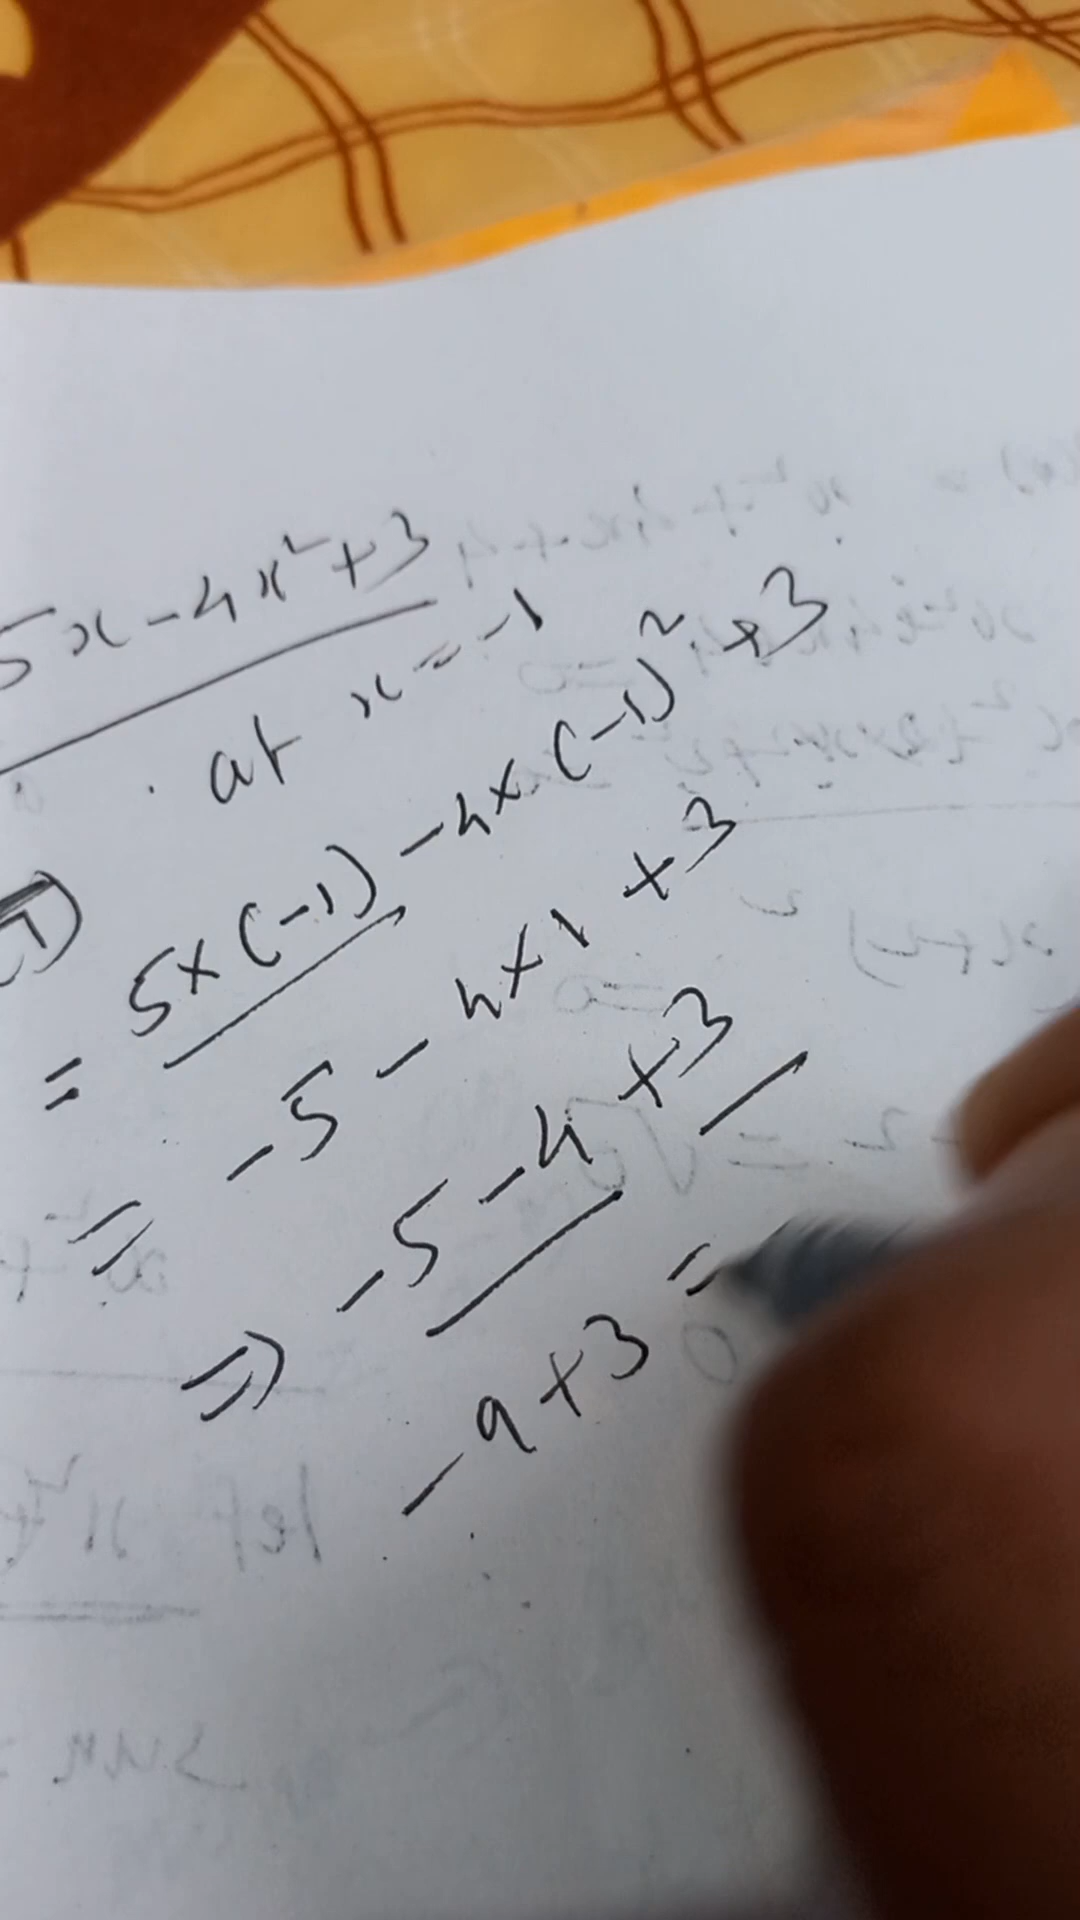 5x-4x²+3
at x=-1
= 5×(-1) -4×(-1)²+3
= -5 - 4×1 +3
=) -5-4+3
-9+3 =